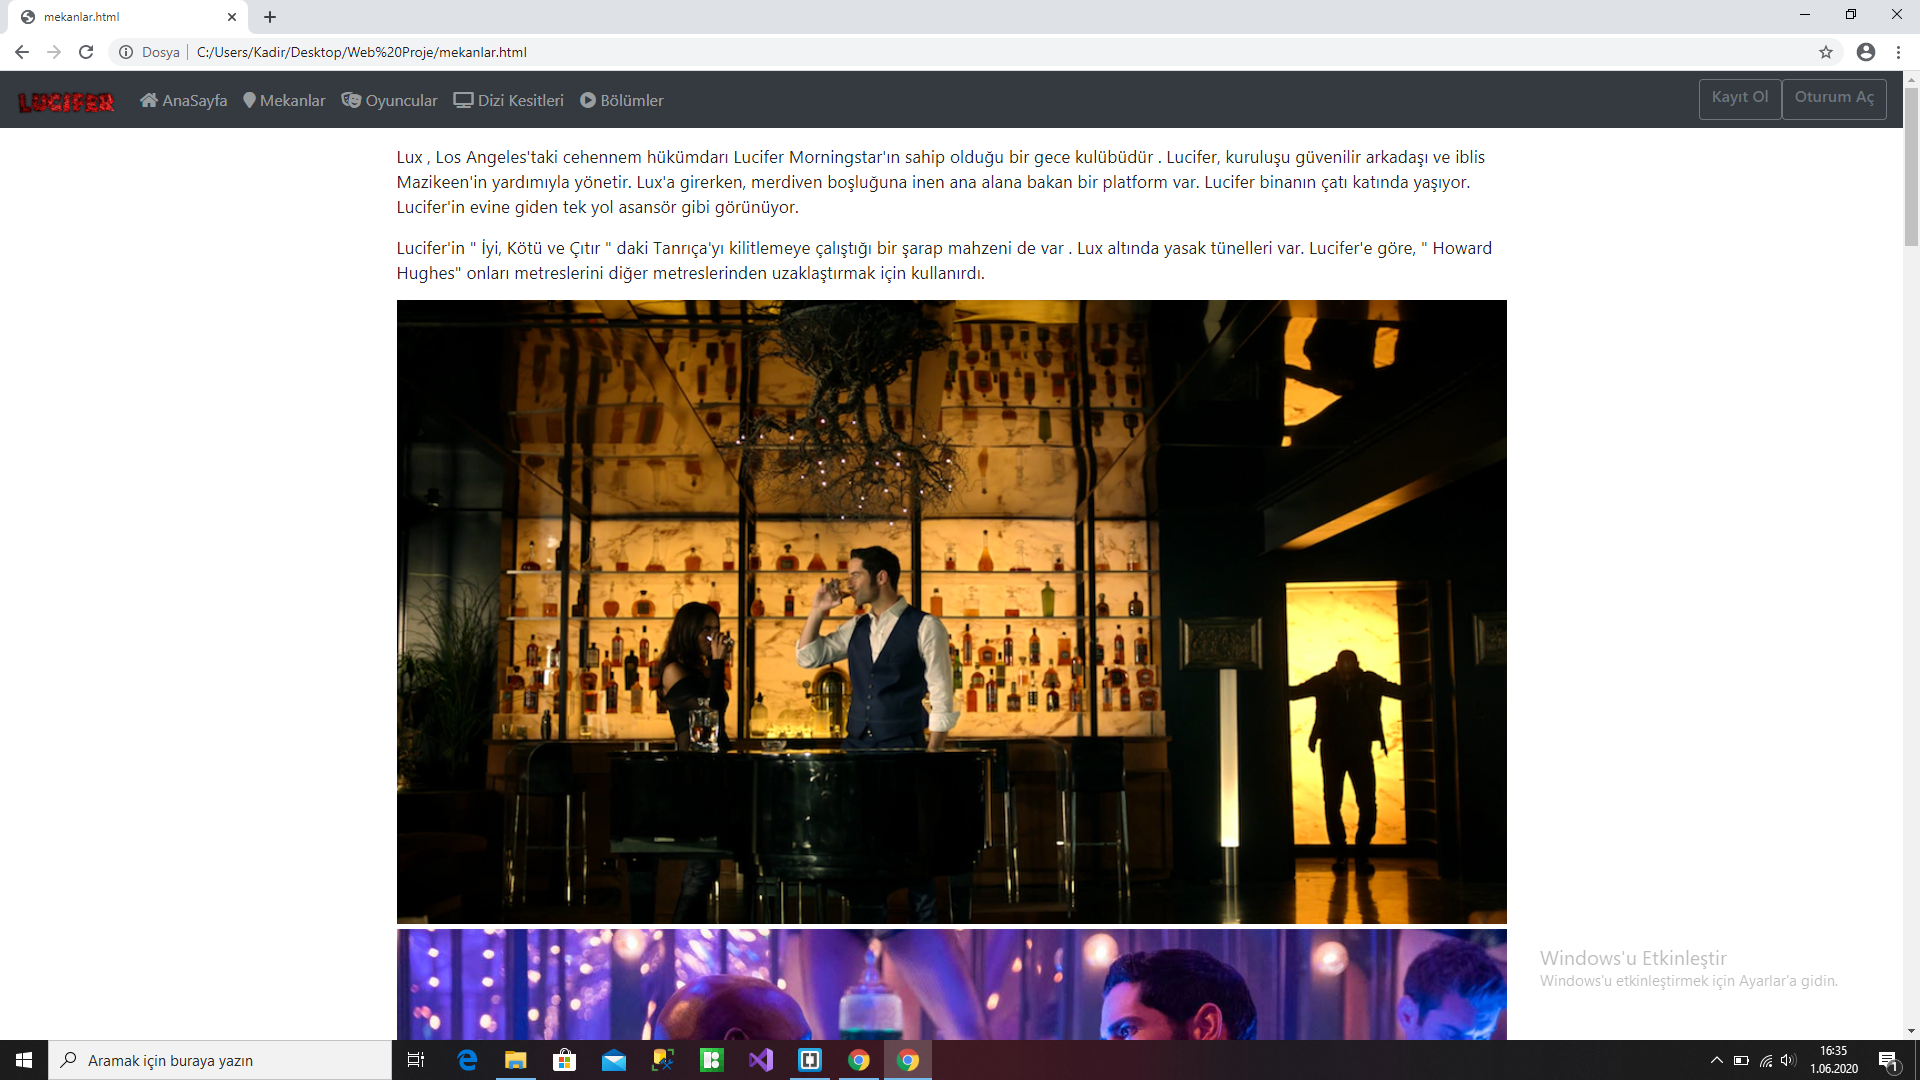 mekanlar.html
Dosya C:/Users/Kadir/Desktop/Web%20Proje/mekanlar.html
LUCIFER AnaSayfa Mekanlar Oyuncular Dizi Kesitleri Bölümler Kayıt Ol Oturum Aç
Lux , Los Angeles'taki cehennem hükümdarı Lucifer Morningstar'ın sahip olduğu bir gece kulübüdür . Lucifer, kuruluşu güvenilir arkadaşı ve iblis
Mazikeen'in yardımıyla yönetir. Lux'a girerken, merdiven boşluğuna inen ana alana bakan bir platform var. Lucifer binanın çatı katında yaşıyor.
Lucifer'in evine giden tek yol asansör gibi görünüyor.
Lucifer'in " İyi, Kötü ve Çıtır " daki Tanrıça'yı kilitlemeye çalıştığı bir şarap mahzeni de var . Lux altında yasak tünelleri var. Lucifer'e göre, " Howard
Hughes" onları metreslerini diğer metreslerinden uzaklaştırmak için kullanırdı.
Windows'u Etkinleştir
Windows'u etkinleştirmek için Ayarlar'a gidin.
Aramak için buraya yazın
16:35
1.06.2020
1